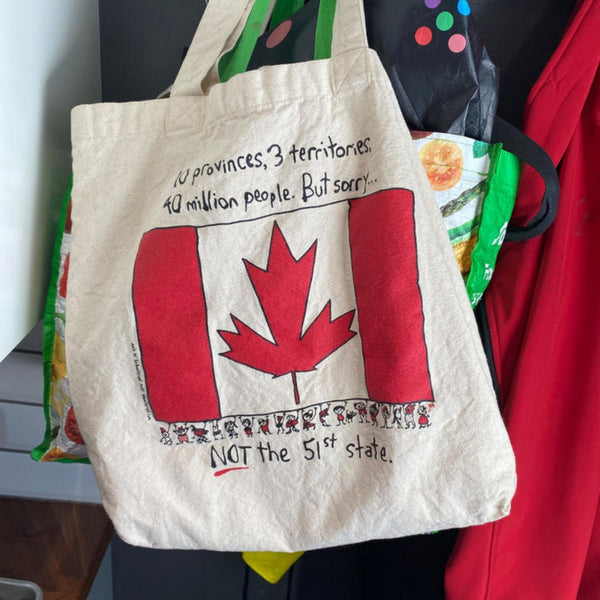 10 provinces, 3 territories,
40 million people. But sorry...
NOT the 51st state.